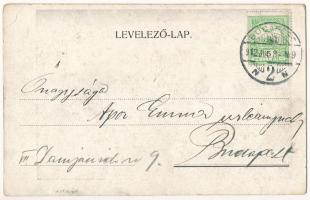 LEVELEZŐ-LAP.
Őnagysága
Apor Emma úrleánynak
Budapest
VII Damjanich u 9.